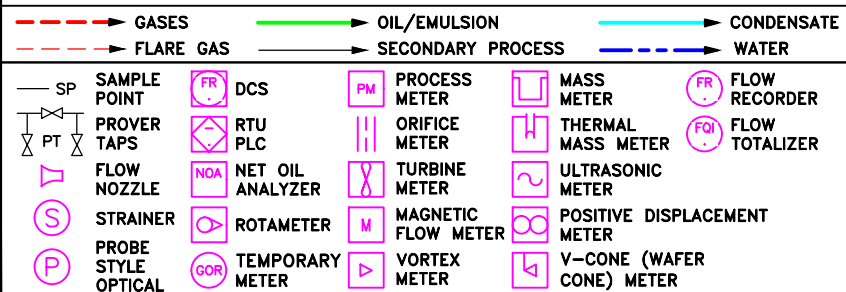 GASES
OIL/EMULSION
CONDENSATE
FLARE GAS
SECONDARY PROCESS
WATER
SP
SAMPLE
POINT
FR
DCS
PM
PROCESS
METER
MASS
METER
FR
FLOW
RECORDER
PT
PROVER
TAPS
RTU
PLC
ORIFICE
METER
THERMAL
MASS METER
FQI
FLOW
TOTALIZER
FLOW
NOZZLE
NOA
NET OIL
ANALYZER
TURBINE
METER
ULTRASONIC
METER
S
STRAINER
ROTAMETER
M
MAGNETIC
FLOW METER
POSITIVE DISPLACEMENT
METER
P
PROBE
STYLE
OPTICAL
GOR
TEMPORARY
METER
VORTEX
METER
V-CONE (WAFER
CONE) METER